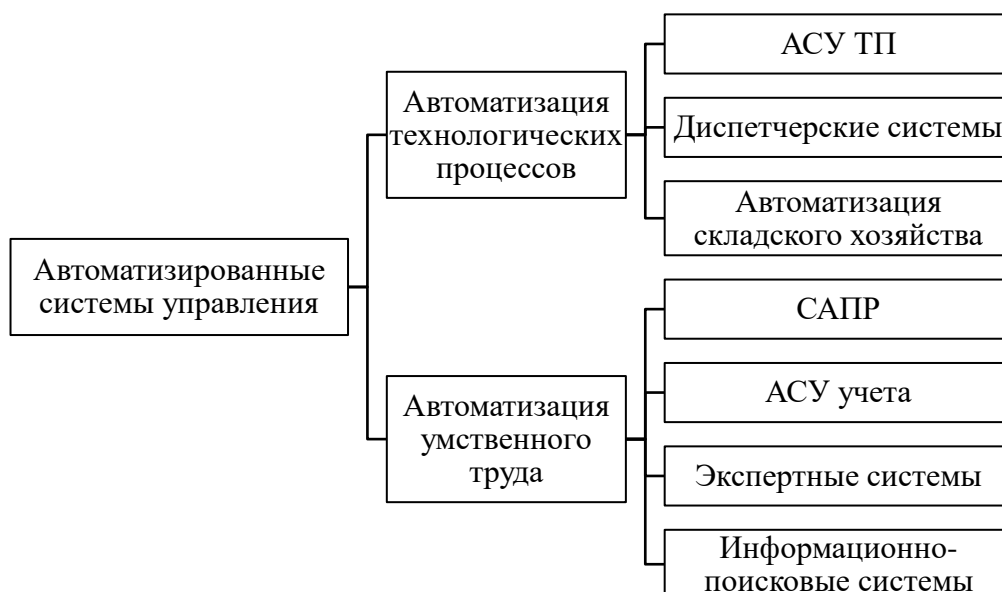 Автоматизированные
системы управления
Автоматизация
технологических
процессов
АСУ ТП
Диспетчерские системы
Автоматизация
складского хозяйства
Автоматизация
умственного
труда
САПР
АСУ учета
Экспертные системы
Информационно-
поисковые системы